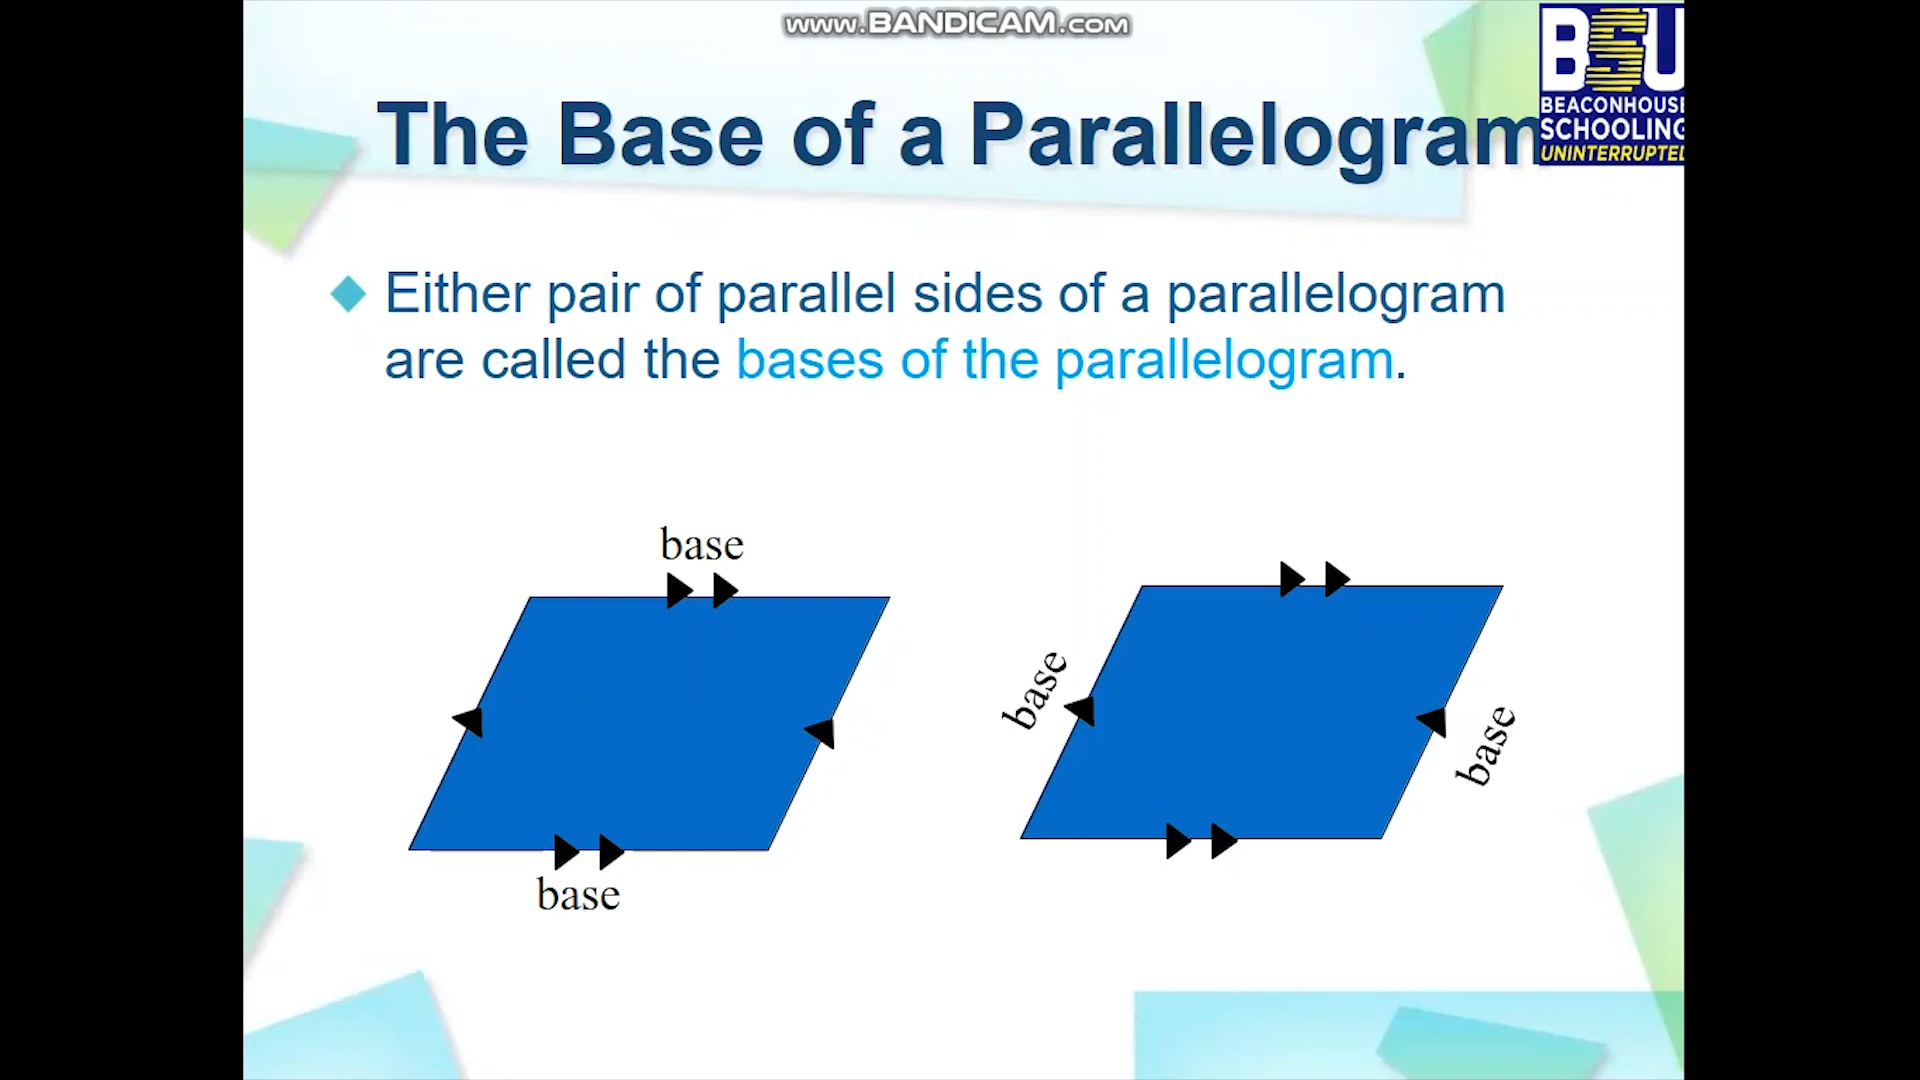 www.BANDICAM.com
BSU
BEACONHOUSE
SCHOOLING
UNINTERRUPTED
The Base of a Parallelogram
Either pair of parallel sides of a parallelogram
are called the bases of the parallelogram.
base
base
base
base